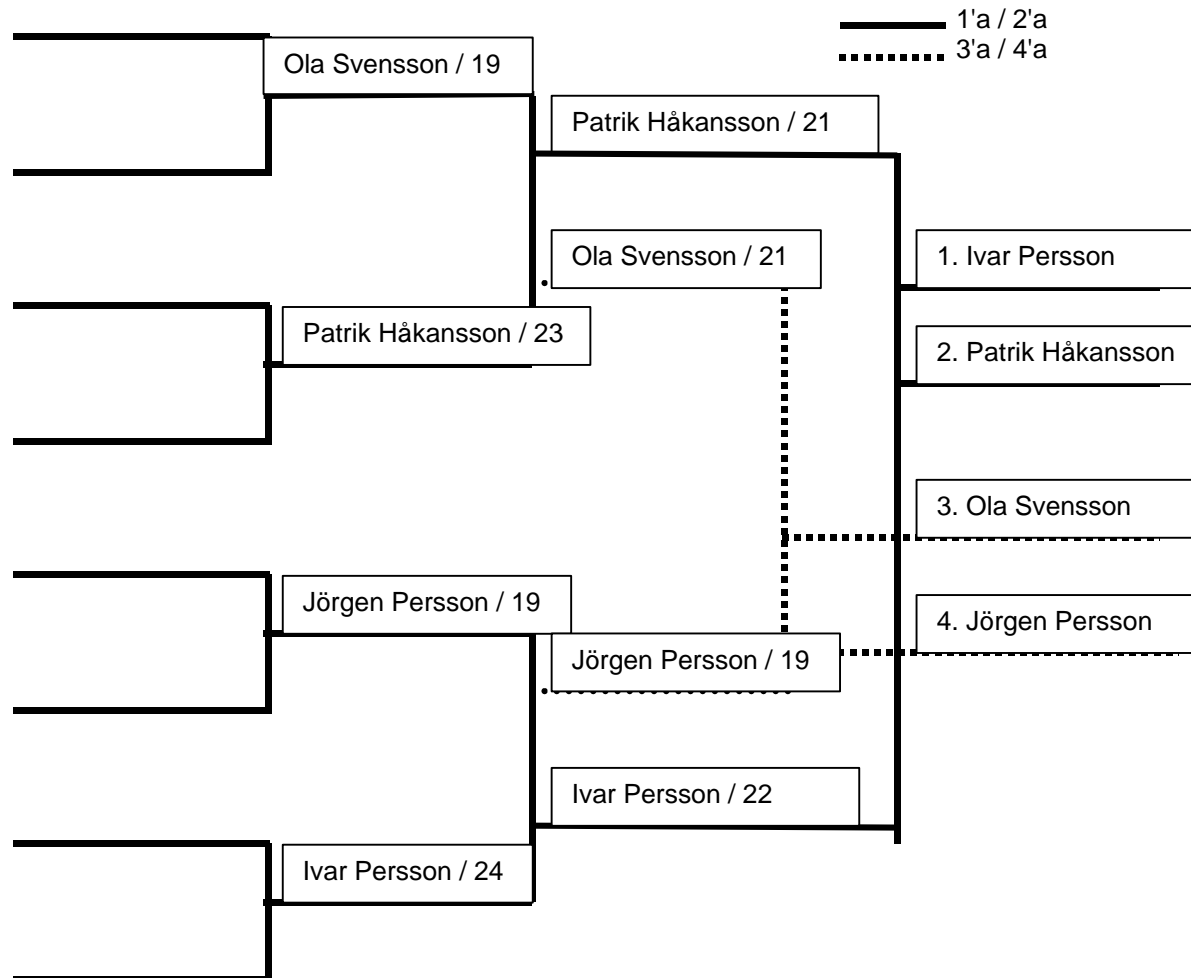 1'a / 2'a
3'a / 4'a
Ola Svensson / 19
Patrik Håkansson / 21
Ola Svensson / 21
1. Ivar Persson
Patrik Håkansson / 23
2. Patrik Håkansson
3. Ola Svensson
Jörgen Persson / 19
4. Jörgen Persson
Jörgen Persson / 19
Ivar Persson / 22
Ivar Persson / 24